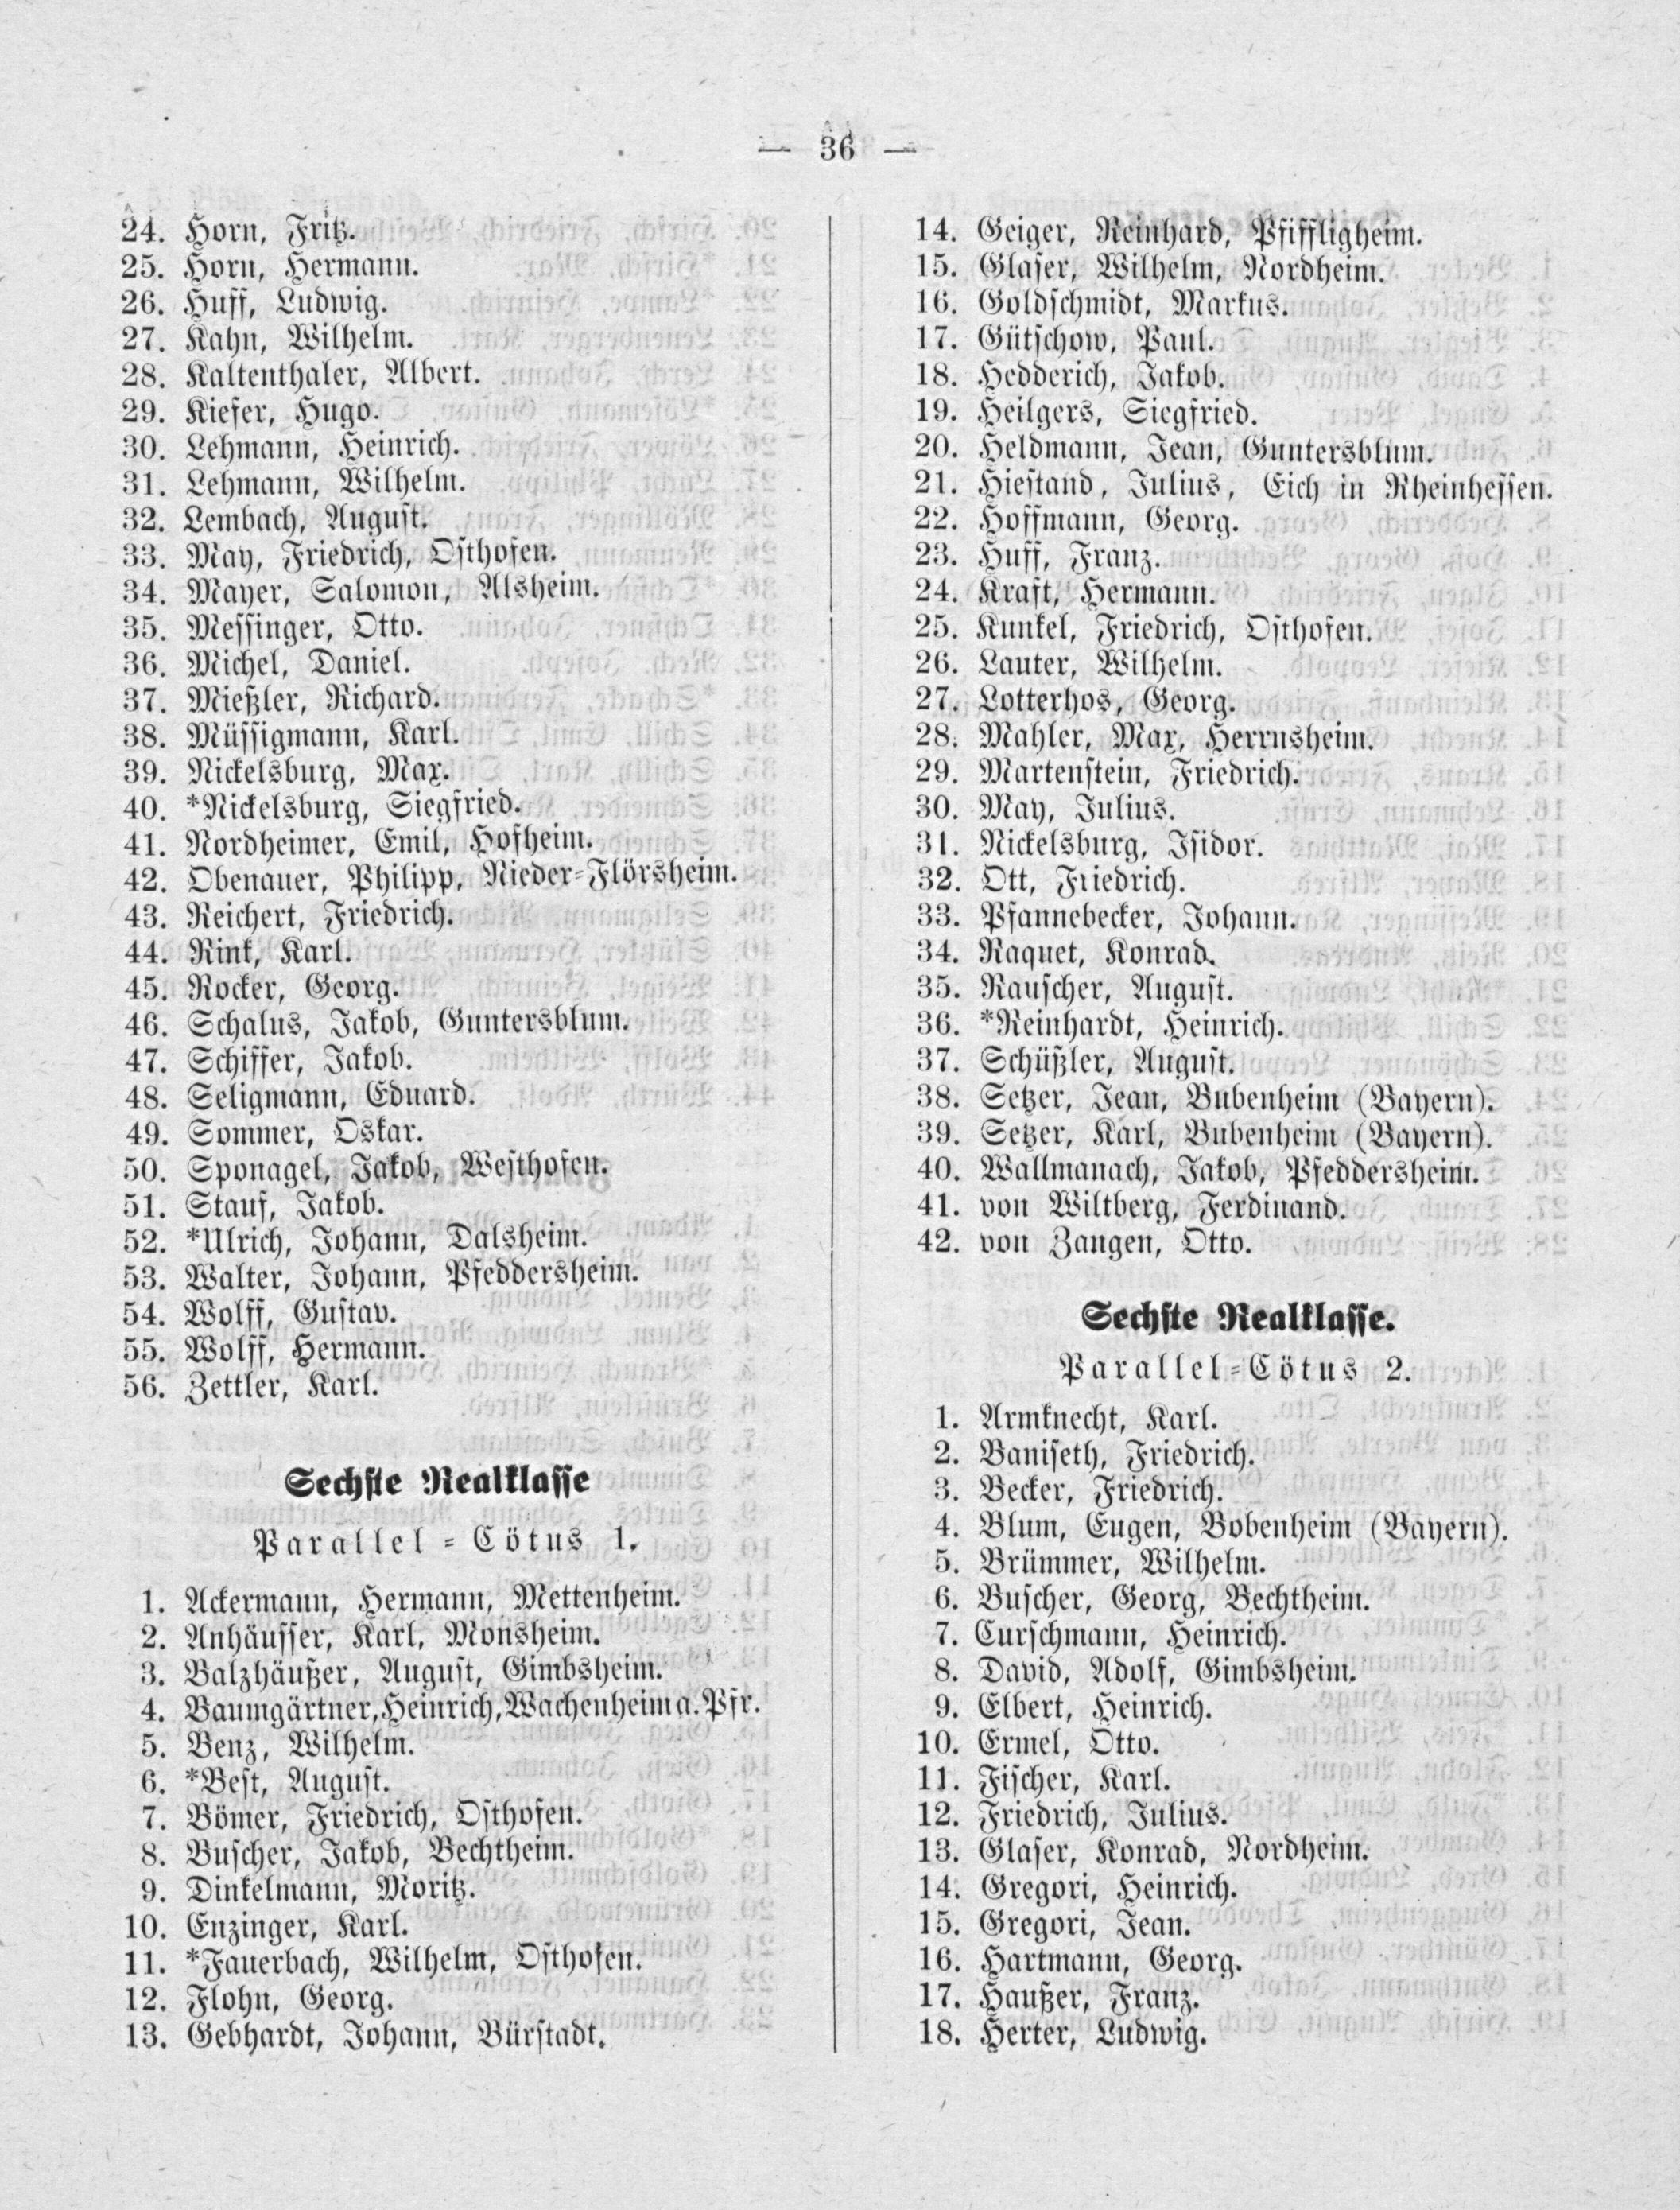 — 36 —
24. Horn, Fritz.
25. Horn, Hermann.
26. Huff, Ludwig.
27. Kahn, Wilhelm.
28. Kaltenthaler, Albert.
29. Kiefer, Hugo.
30. Lehmann, Heinrich.
31. Lehmann, Wilhelm.
32. Lembach, August.
33. May, Friedrich, Osthofen.
34. Mayer, Salomon, Alsheim.
35. Messinger, Otto.
36. Michel, Daniel.
37. Mießler, Richard.
38. Müssigmann, Karl.
39. Nickelsburg, Max.
40. *Nickelsburg, Siegfried.
41. Nordheimer, Emil, Hofheim.
42. Obenauer, Philipp, Nieder-Flörsheim.
43. Reichert, Friedrich.
44. Rink, Karl.
45. Rocker, Georg.
46. Schalus, Jakob, Guntersblum.
47. Schiffer, Jakob.
48. Seligmann, Eduard.
49. Sommer, Oskar.
50. Sponagel, Jakob, Westhofen.
51. Stauf, Jakob.
52. *Ulrich, Johann, Dalsheim.
53. Walter, Johann, Pfeddersheim.
54. Wolff, Gustav.
55. Wolff, Hermann.
56. Zettler, Karl.
Sechste Realklasse
Parallel-Cötus 1.
1. Ackermann, Hermann, Mettenheim.
2. Anhäusser, Karl, Monsheim.
3. Balzhäußer, August, Gimbsheim.
4. Baumgärtner, Heinrich, Wachenheim a. Pfr.
5. Benz, Wilhelm.
6. *Best, August.
7. Bömer, Friedrich, Osthofen.
8. Buscher, Jakob, Bechtheim.
9. Dinkelmann, Moritz.
10. Enzinger, Karl.
11. *Fauerbach, Wilhelm, Osthofen.
12. Flohn, Georg.
13. Gebhardt, Johann, Bürstadt.
14. Geiger, Reinhard, Pfiffligheim.
15. Glaser, Wilhelm, Nordheim.
16. Goldschmidt, Markus.
17. Gütschow, Paul.
18. Hedderich, Jakob.
19. Heilgers, Siegfried.
20. Heldmann, Jean, Guntersblum.
21. Hiestand, Julius, Eich in Rheinhessen.
22. Hoffmann, Georg.
23. Huff, Franz.
24. Kraft, Hermann.
25. Kunkel, Friedrich, Osthofen.
26. Lauter, Wilhelm.
27. Lotterhos, Georg.
28. Mahler, Max, Herrnsheim.
29. Martenstein, Friedrich.
30. May, Julius.
31. Nickelsburg, Isidor.
32. Ott, Friedrich.
33. Pfannebecker, Johann.
34. Raquet, Konrad.
35. Rauscher, August.
36. *Reinhardt, Heinrich.
37. Schüßler, August.
38. Setzer, Jean, Bubenheim (Bayern).
39. Setzer, Karl, Bubenheim (Bayern).
40. Wallmanach, Jakob, Pfeddersheim.
41. von Wiltberg, Ferdinand.
42. von Zangen, Otto.
Sechste Realklasse.
Parallel-Cötus 2.
1. Armknecht, Karl.
2. Baniseth, Friedrich.
3. Becker, Friedrich.
4. Blum, Eugen, Bobenheim (Bayern).
5. Brümmer, Wilhelm.
6. Buscher, Georg, Bechtheim.
7. Curschmann, Heinrich.
8. David, Adolf, Gimbsheim.
9. Elbert, Heinrich.
10. Ermel, Otto.
11. Fischer, Karl.
12. Friedrich, Julius.
13. Glaser, Konrad, Nordheim.
14. Gregori, Heinrich.
15. Gregori, Jean.
16. Hartmann, Georg.
17. Haußer, Franz.
18. Herter, Ludwig.